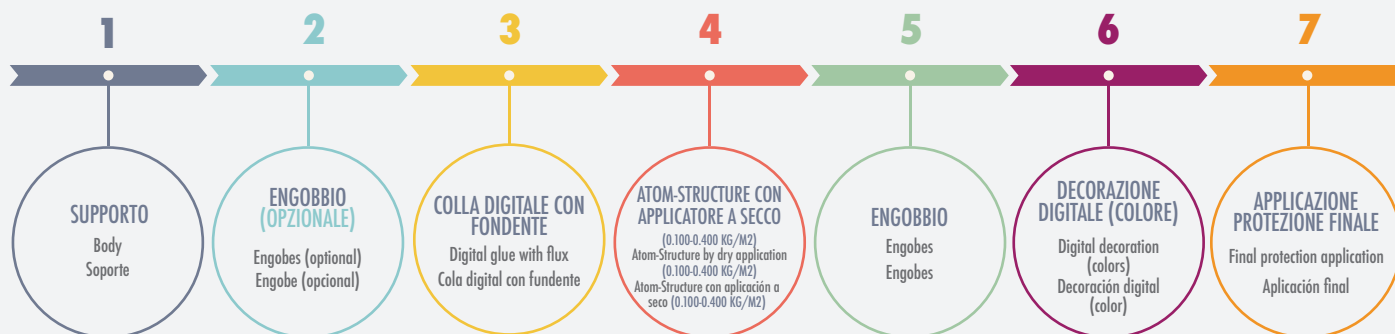 1
2
3
4
5
6
7
SUPPORTO
Body
Soporte
ENGOBBIO
(OPZIONALE)
Engobes (optional)
Engobe (opcional)
COLLA DIGITALE CON
FONDENTE
Digital glue with flux
Cola digital con fundente
ATOM-STRUCTURE CON
APPLICATORE A SECCO
(0.100-0.400 KG/M2)
Atom-Structure by dry application
(0.100-0.400 KG/M2)
Atom-Structure con aplicación a
seco (0.100-0.400 KG/M2)
ENGOBBIO
Engobes
Engobes
DECORAZIONE
DIGITALE (COLORE)
Digital decoration
(colors)
Decoración digital
(color)
APPLICAZIONE
PROTEZIONE FINALE
Final protection application
Aplicación final